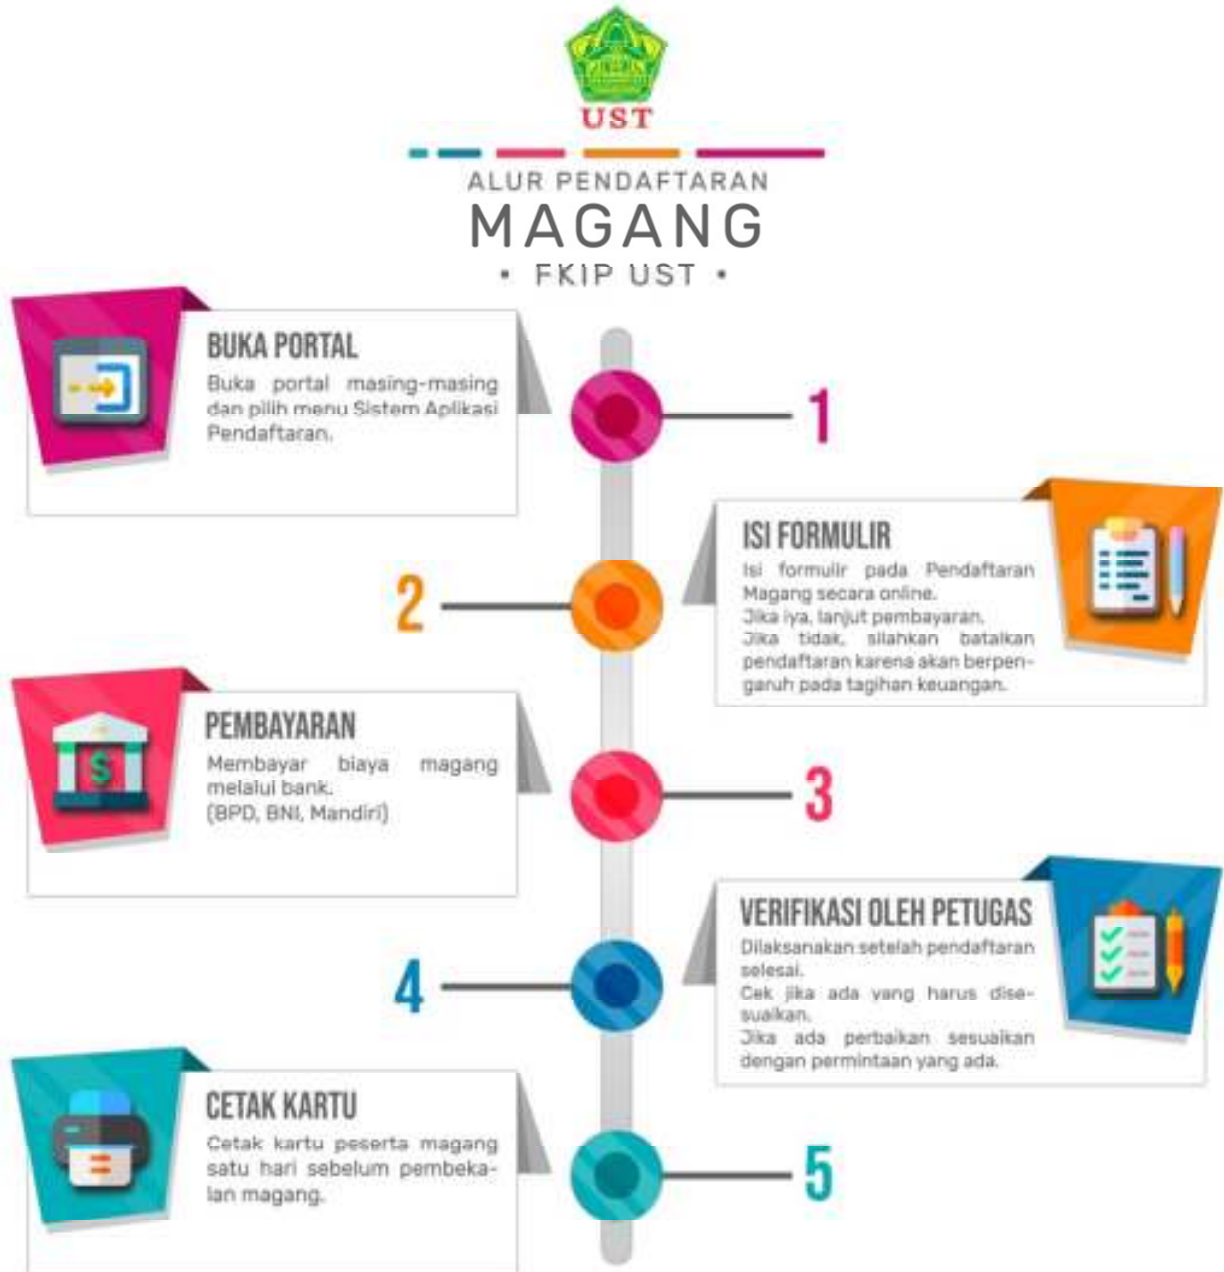 UST
ALUR PENDAFTARAN
MAGANG
• FKIP UST •
BUKA PORTAL
Buka portal masing-masing
dan pilih menu Sistem Aplikasi
Pendaftaran.
1
2
ISI FORMULIR
Isi formulir pada Pendaftaran
Magang secara online.
Jika iya, lanjut pembayaran.
Jika tidak, silahkan batalkan
pendaftaran karena akan berpen-
garuh pada tagihan keuangan.
PEMBAYARAN
Membayar biaya magang
melalui bank.
(BPD, BNI, Mandiri)
3
4
VERIFIKASI OLEH PETUGAS
Dilaksanakan setelah pendaftaran
selesai.
Cek jika ada yang harus dise-
suaikan.
Jika ada perbaikan sesuaikan
dengan permintaan yang ada.
CETAK KARTU
Cetak kartu peserta magang
satu hari sebelum pembeka-
lan magang.
5